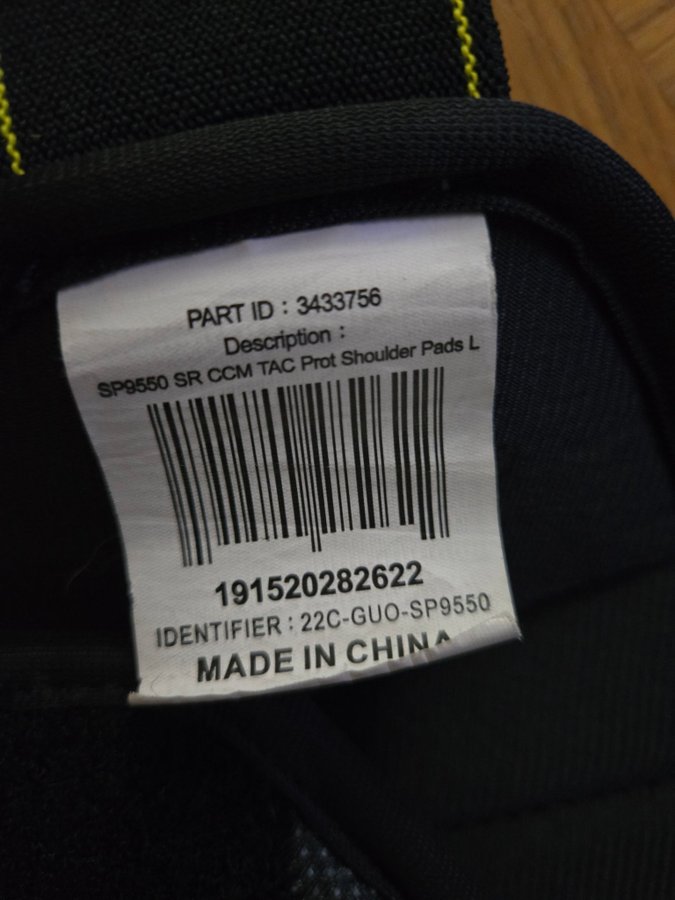 PART ID : 3433756
Description :
SP9550 SR CCM TAC Prot Shoulder Pads L
191520282622
IDENTIFIER : 22C-GUO-SP9550
MADE IN CHINA